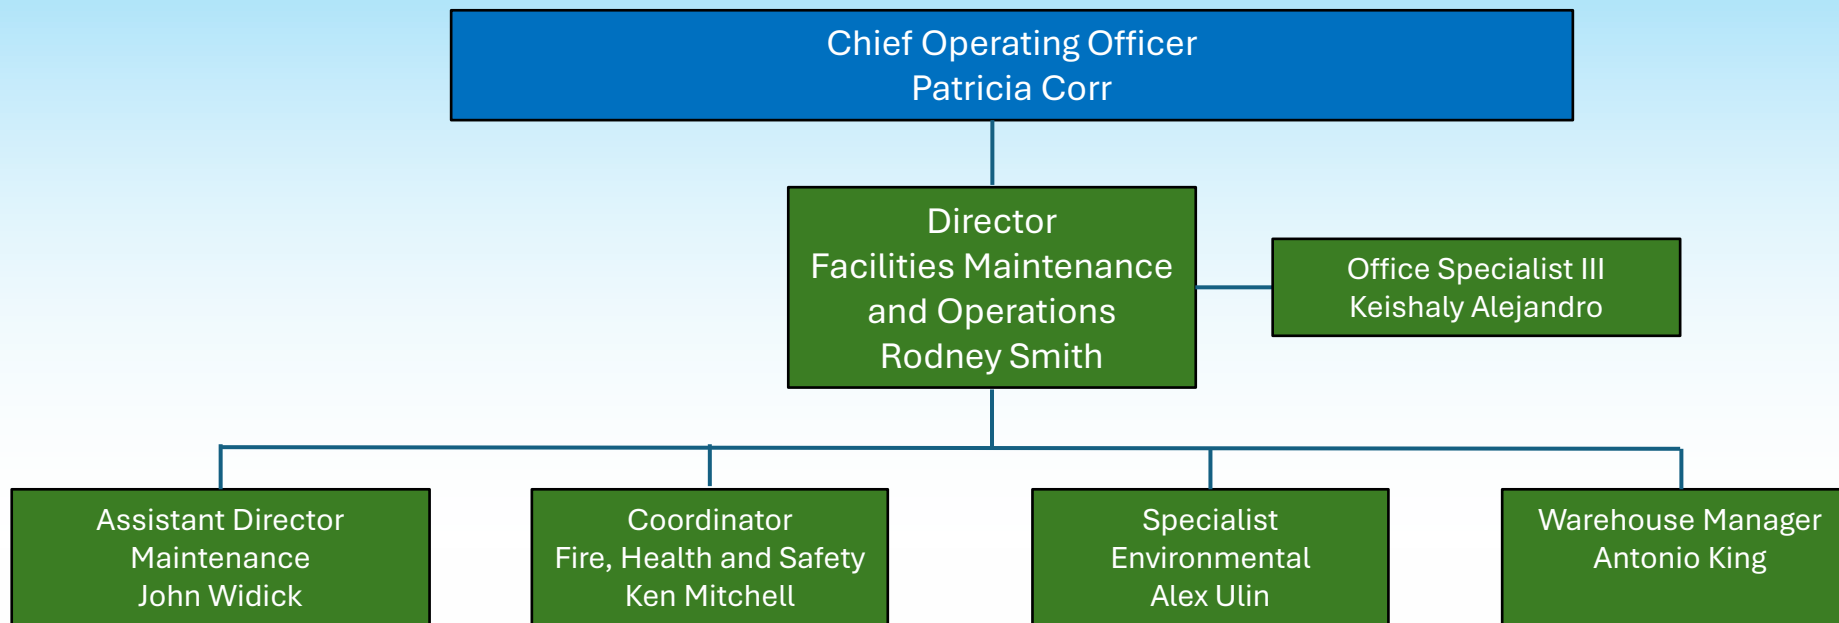 Chief Operating Officer
Patricia Corr
Director
Facilities Maintenance
and Operations
Rodney Smith
Office Specialist III
Keishaly Alejandro
Assistant Director
Maintenance
John Widick
Coordinator
Fire, Health and Safety
Ken Mitchell
Specialist
Environmental
Alex Ulin
Warehouse Manager
Antonio King